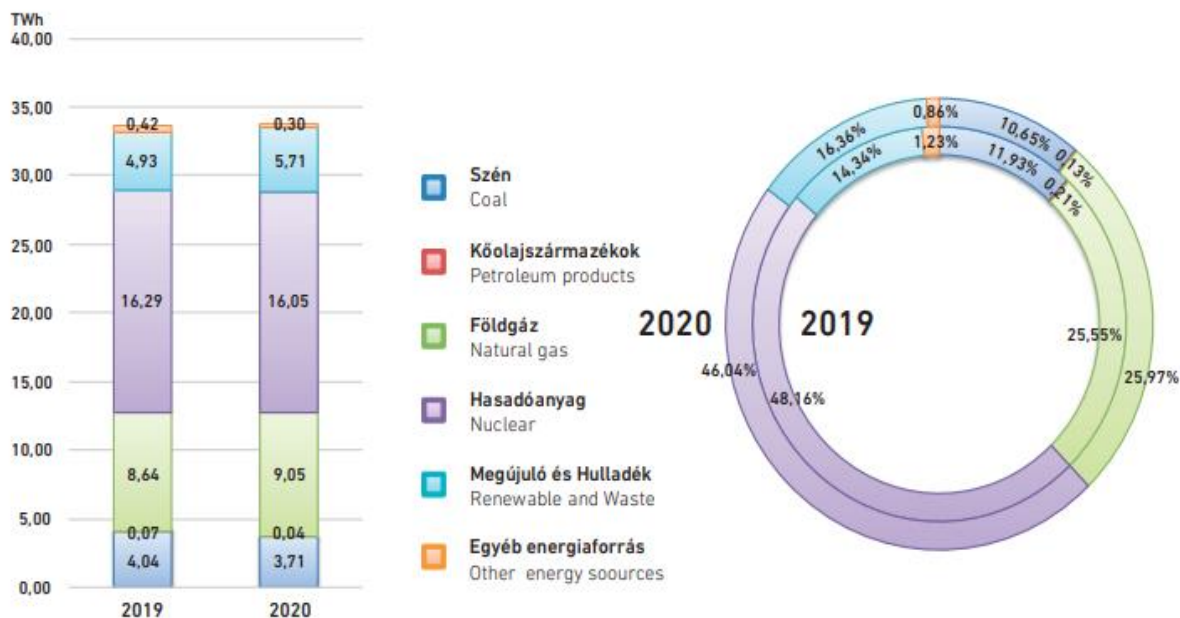 TWh
40,00
35,00
30,00
25,00
20,00
15,00
10,00
5,00
0,00
0,42
4,93
16,29
8,64
0,07
4,04
2019
0,30
5,71
16,05
9,05
0,04
3,71
2020
Szén
Coal
Kőolajszármazékok
Petroleum products
Földgáz
Natural gas
Hasadóanyag
Nuclear
Megújuló és Hulladék
Renewable and Waste
Egyéb energiaforrás
Other energy soources
0,86%
10,65%
0,13%
16,36%
1,23%
11,93%
0,21%
14,34%
2020
2019
25,55%
25,97%
46,04%
48,16%